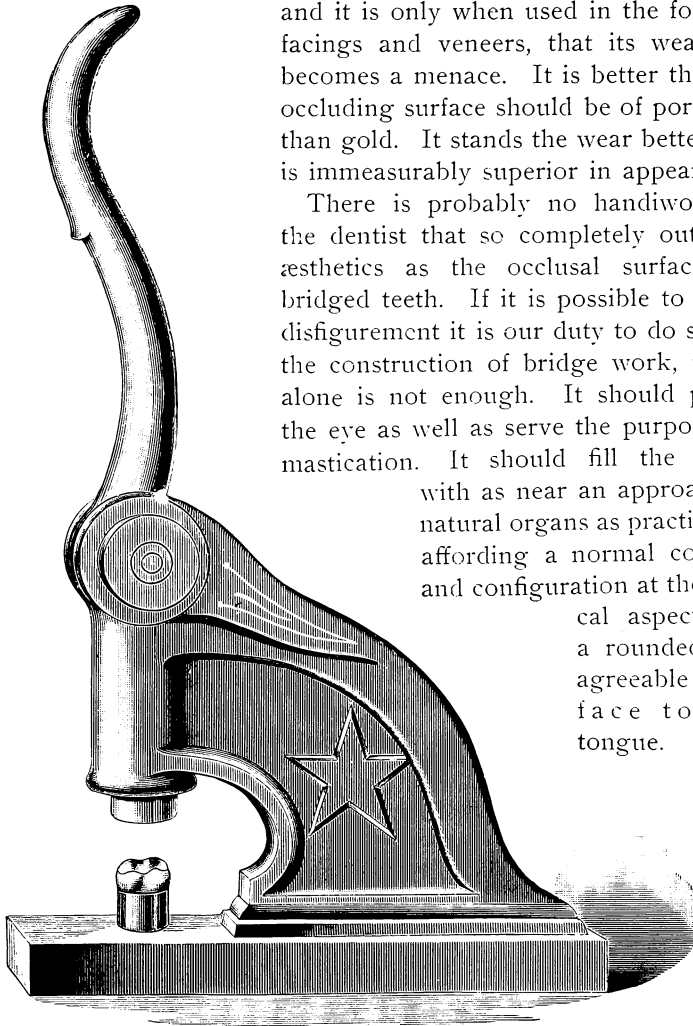 and it is only when used in the fo
facings and veneers, that its wea
becomes a menace. It is better th
occluding surface should be of por
than gold. It stands the wear bette
is immeasurably superior in appear
There is probably no handiwo
the dentist that so completely out
æsthetics as the occlusal surfac
bridged teeth. If it is possible to
disfigurement it is our duty to do s
the construction of bridge work,
alone is not enough. It should p
the eye as well as serve the purpo
mastication. It should fill the
with as near an approa
natural organs as practi
affording a normal co
and configuration at the
cal aspec
a rounded
agreeable
face to
tongue.